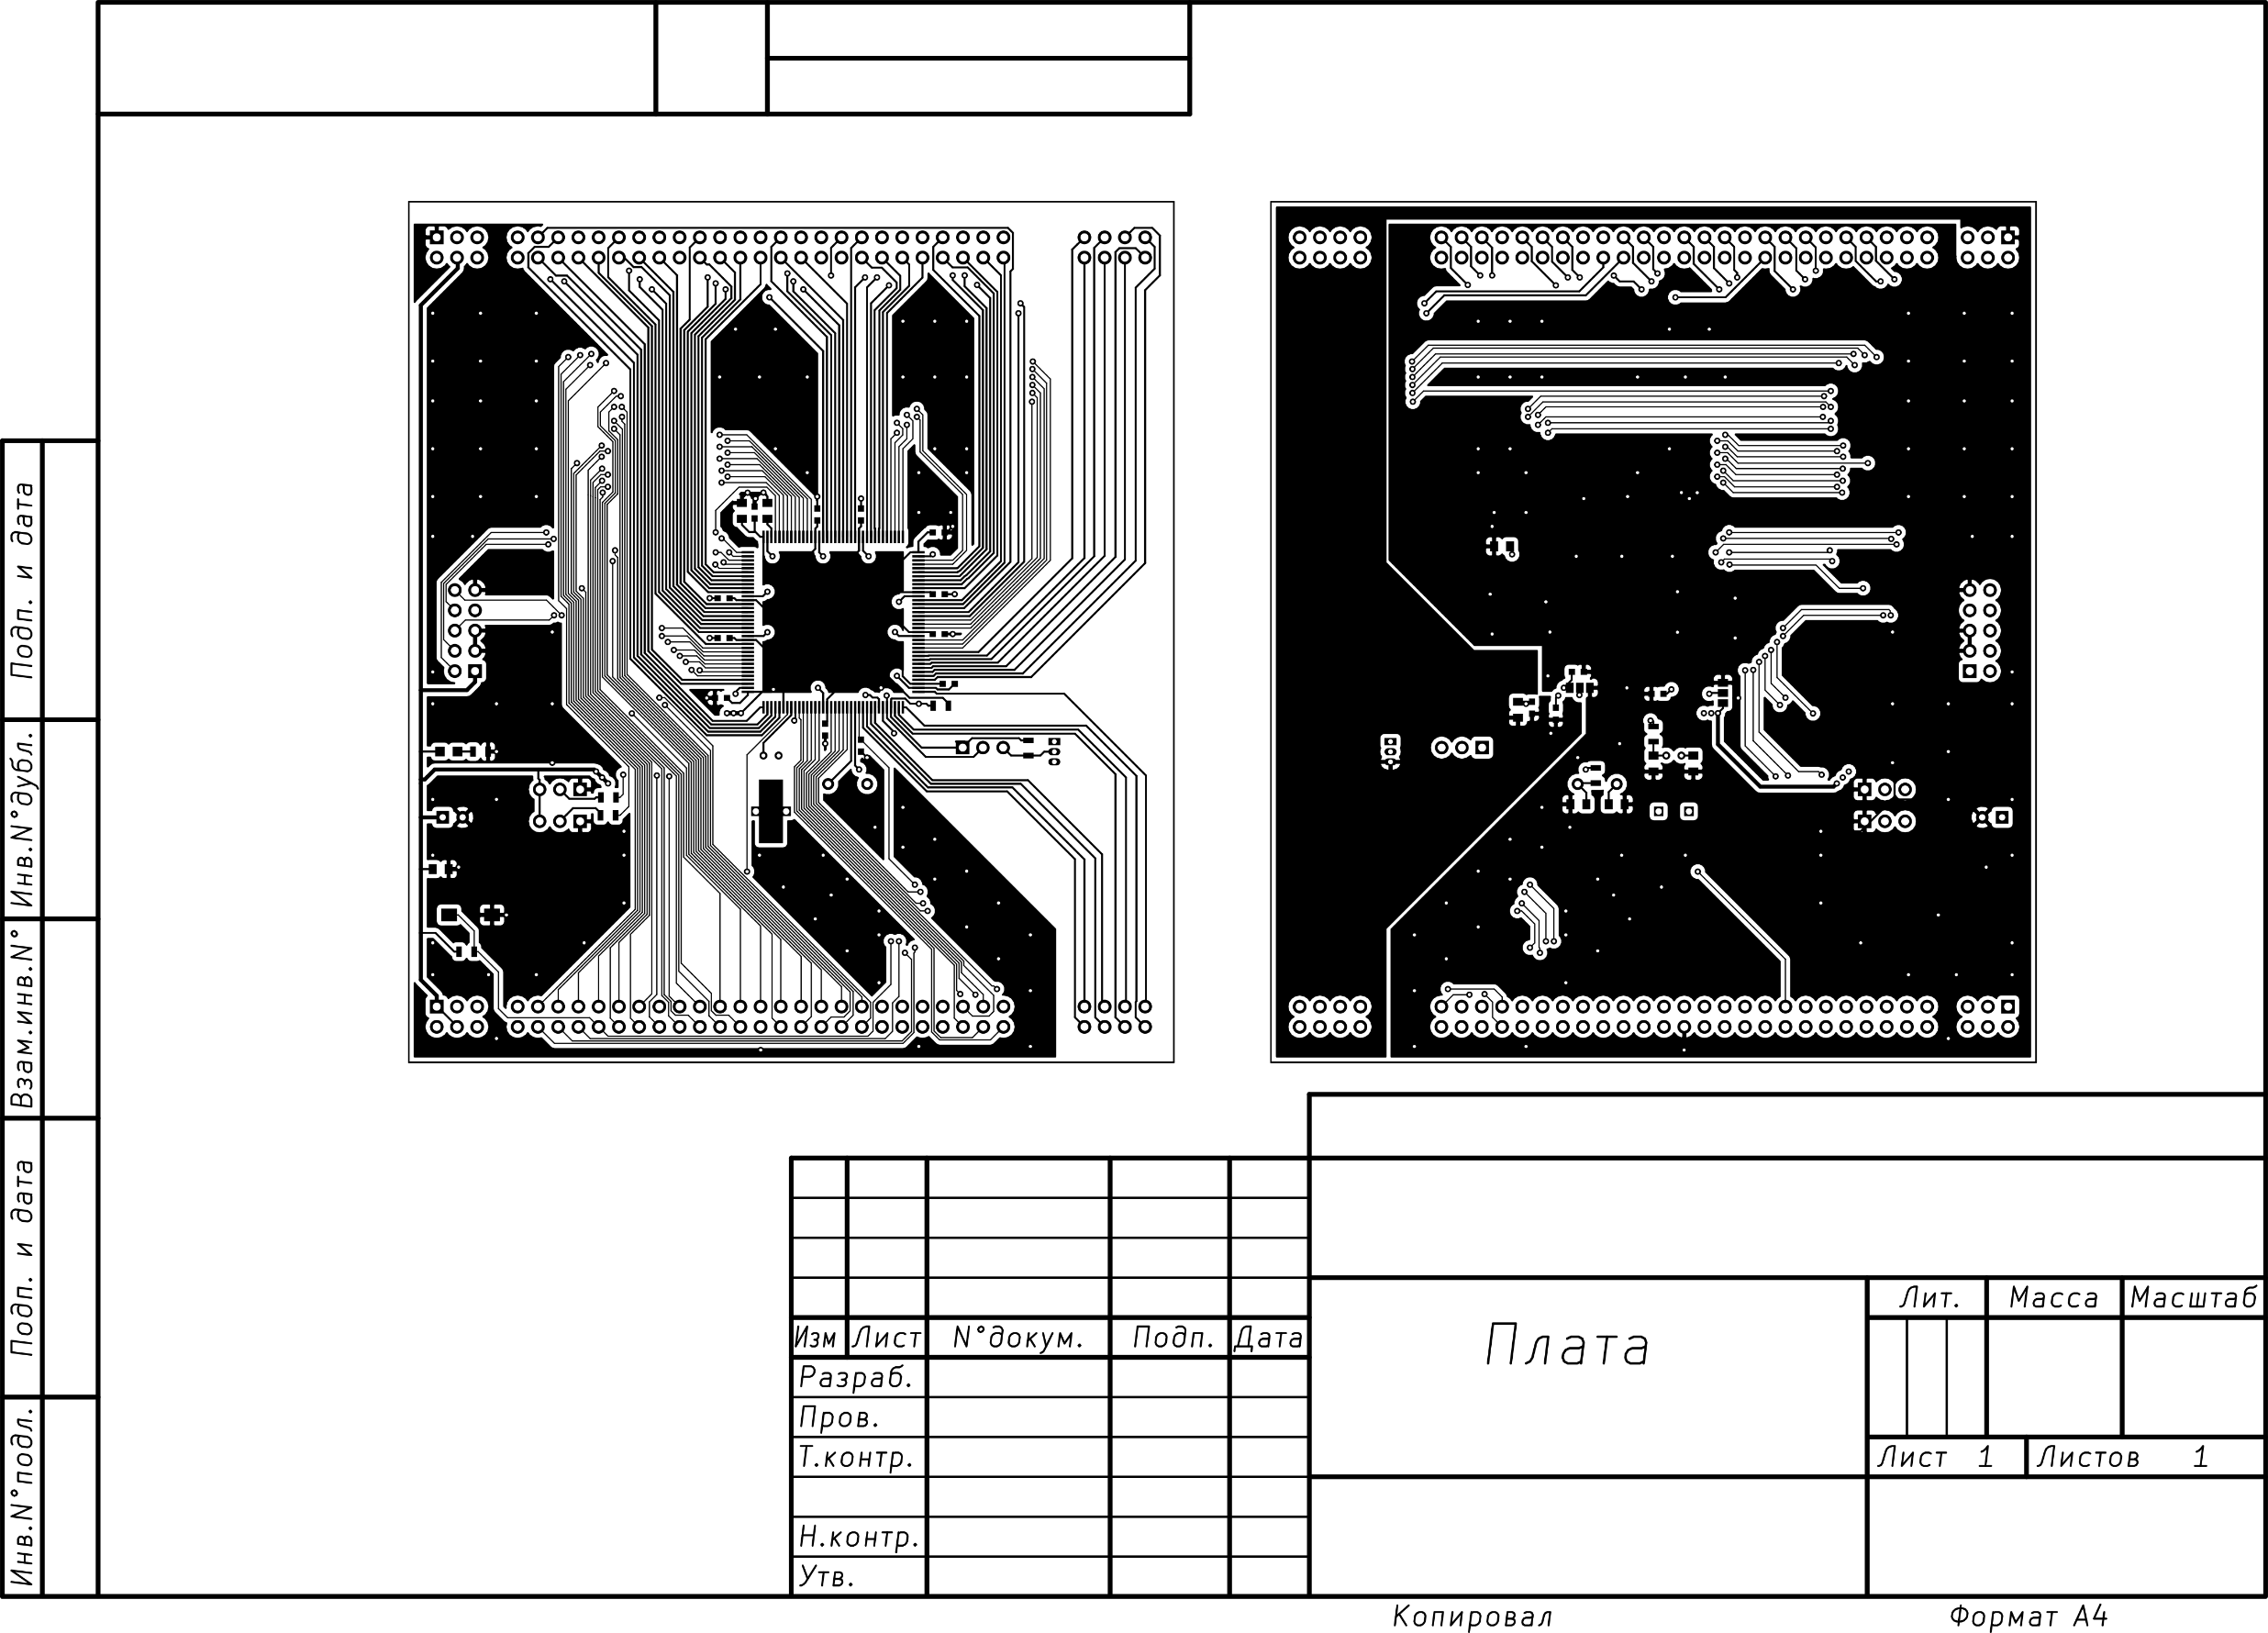 Подп. и дата
Инв.N°дубл.
Взам.инв.N°
Подп. и дата
Инв.N°подл.
Изм Лист N°докум. Подп. Дата
Разраб.
Пров.
Т.контр.
Н.контр.
Утв.
Плата
Лит. Масса Масштаб
Лист 1 Листов 1
Копировал Формат А4